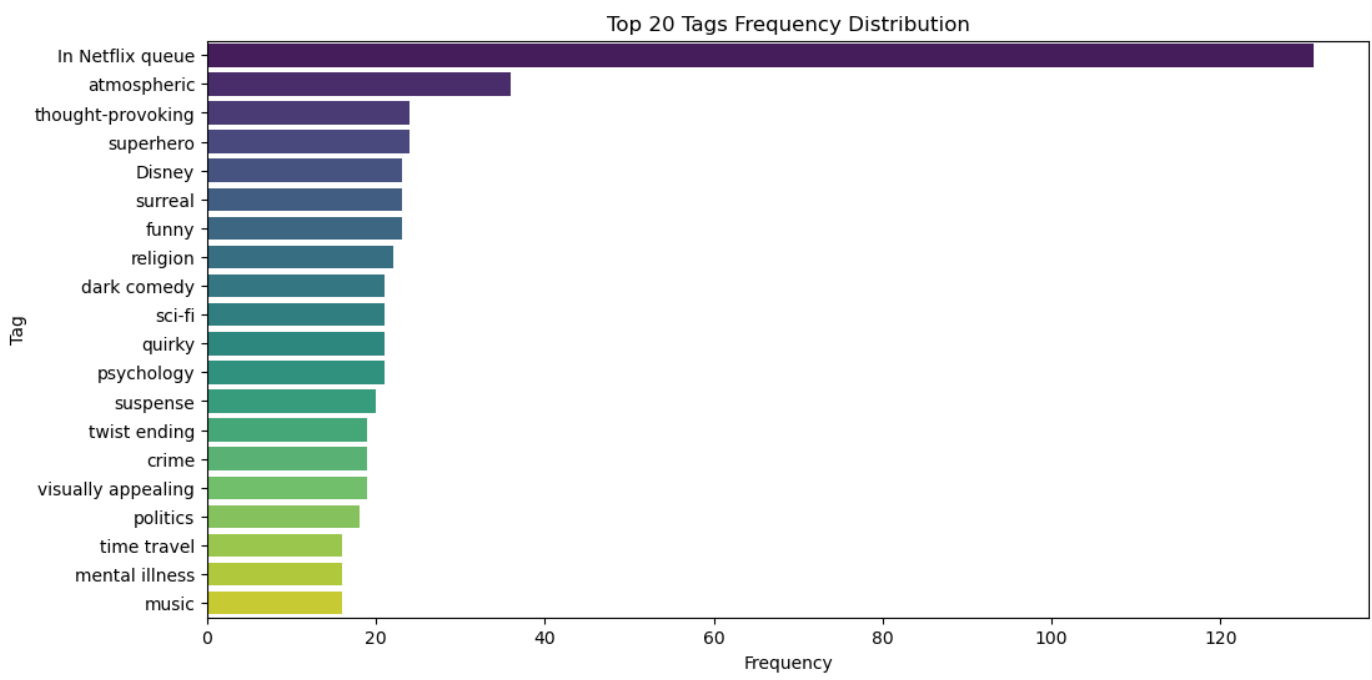 Top 20 Tags Frequency Distribution
In Netflix queue
atmospheric
thought-provoking
superhero
Disney
surreal
funny
religion
dark comedy
sci-fi
quirky
psychology
suspense
twist ending
crime
visually appealing
politics
time travel
mental illness
music
Tag
0 20 40 60 80 100 120
Frequency